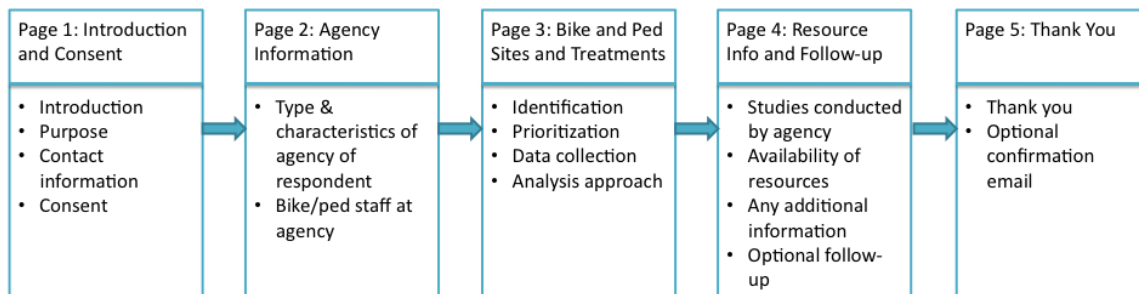 Page 1: Introduction
and Consent
• Introduction
• Purpose
• Contact
information
• Consent
Page 2: Agency
Information
• Type &
characteristics of
agency of
respondent
• Bike/ped staff at
agency
Page 3: Bike and Ped
Sites and Treatments
• Identification
• Prioritization
• Data collection
• Analysis approach
Page 4: Resource
Info and Follow-up
• Studies conducted
by agency
• Availability of
resources
• Any additional
information
• Optional follow-
up
Page 5: Thank You
• Thank you
• Optional
confirmation
email